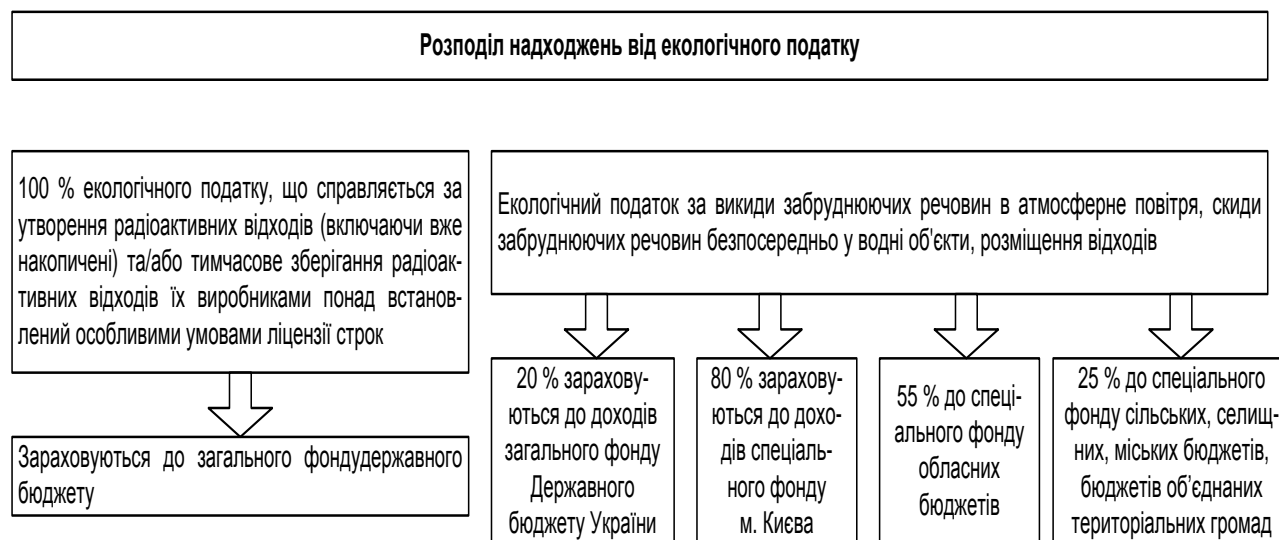 Розподіл надходжень від екологічного податку
100 % екологічного податку, що справляється за
утворення радіоактивних відходів (включаючи вже
накопичені) та/або тимчасове зберігання радіоак-
тивних відходів їх виробниками понад встанов-
лений особливими умовами ліцензії строк
Зараховуються до загального фондудержавного
бюджету
Екологічний податок за викиди забруднюючих речовин в атмосферне повітря, скиди
забруднюючих речовин безпосередньо у водні об'єкти, розміщення відходів
20 % зарахову-
ються до доходів
загального фонду
Державного
бюджету України
80 % зарахову-
ються до дохо-
дів спеціаль-
ного фонду
м. Києва
55 % до спеці-
ального фонду
обласних
бюджетів
25 % до спеціального
фонду сільських, селищ-
них, міських бюджетів,
бюджетів об’єднаних
територіальних громад